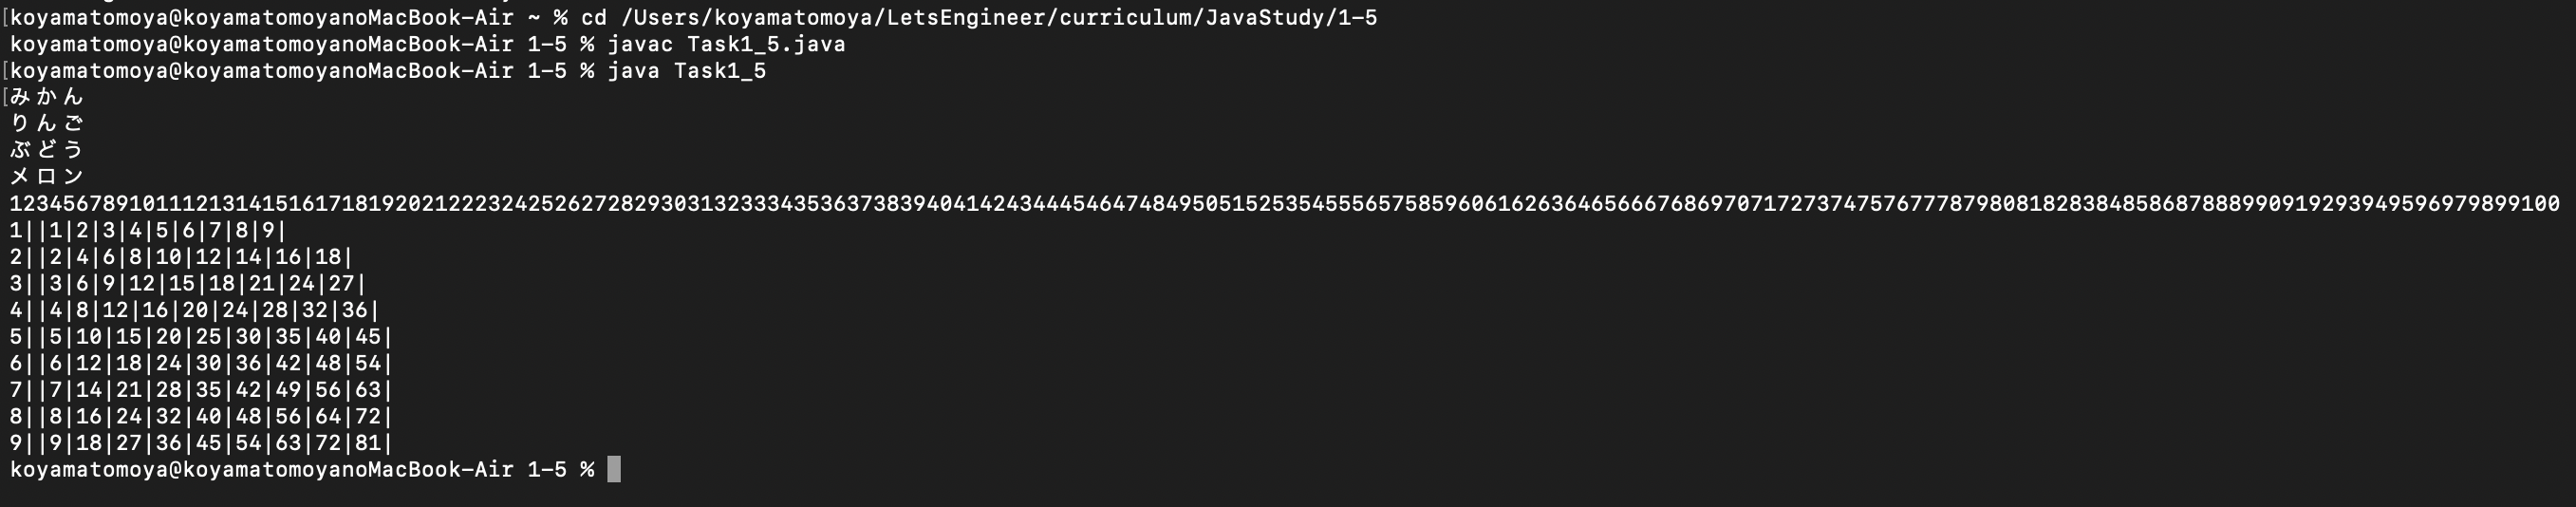 [koyamatomoya@koyamatomoyanoMacBook-Air ~ % cd /Users/koyamatomoya/LetsEngineer/curriculum/JavaStudy/1-5
koyamatomoya@koyamatomoyanoMacBook-Air 1-5 % javac Task1_5.java
[koyamatomoya@koyamatomoyanoMacBook-Air 1-5 % java Task1_5
[みかん
りんご
ぶどう
メロン
123456789101112131415161718192021222324252627282930313233343536373839404142434445464748495051525354555657585960616263646566676869707172737475767778798081828384858687888990919293949596979899100
1||1|2|3|4|5|6|7|8|9|
2||2|4|6|8|10|12|14|16|18|
3||3|6|9|12|15|18|21|24|27|
4||4|8|12|16|20|24|28|32|36|
5||5|10|15|20|25|30|35|40|45|
6||6|12|18|24|30|36|42|48|54|
7||7|14|21|28|35|42|49|56|63|
8||8|16|24|32|40|48|56|64|72|
9||9|18|27|36|45|54|63|72|81|
koyamatomoya@koyamatomoyanoMacBook-Air 1-5 %